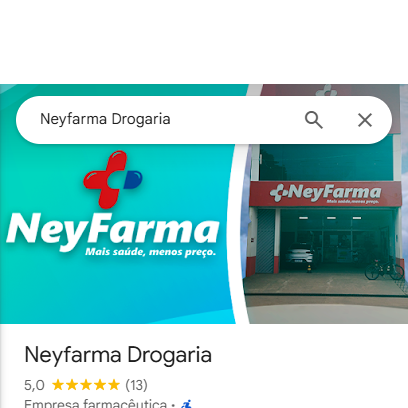 Neyfarma Drogaria
NeyFarma
Mais saúde, menos preço.
NeyFarma
Mais saúde, menos preço.
Neyfarma Drogaria
5,0 (13)
Empresa farmacêutica ·